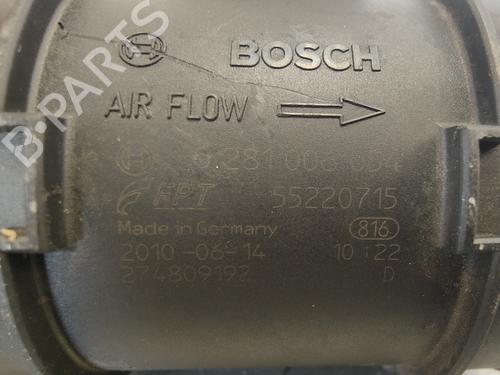 BOSCH
AIR FLOW
0 281 006 054
FPT 55220715
Made in Germany 816
2010-06-14 10:22
274809192 D
B-PARTS